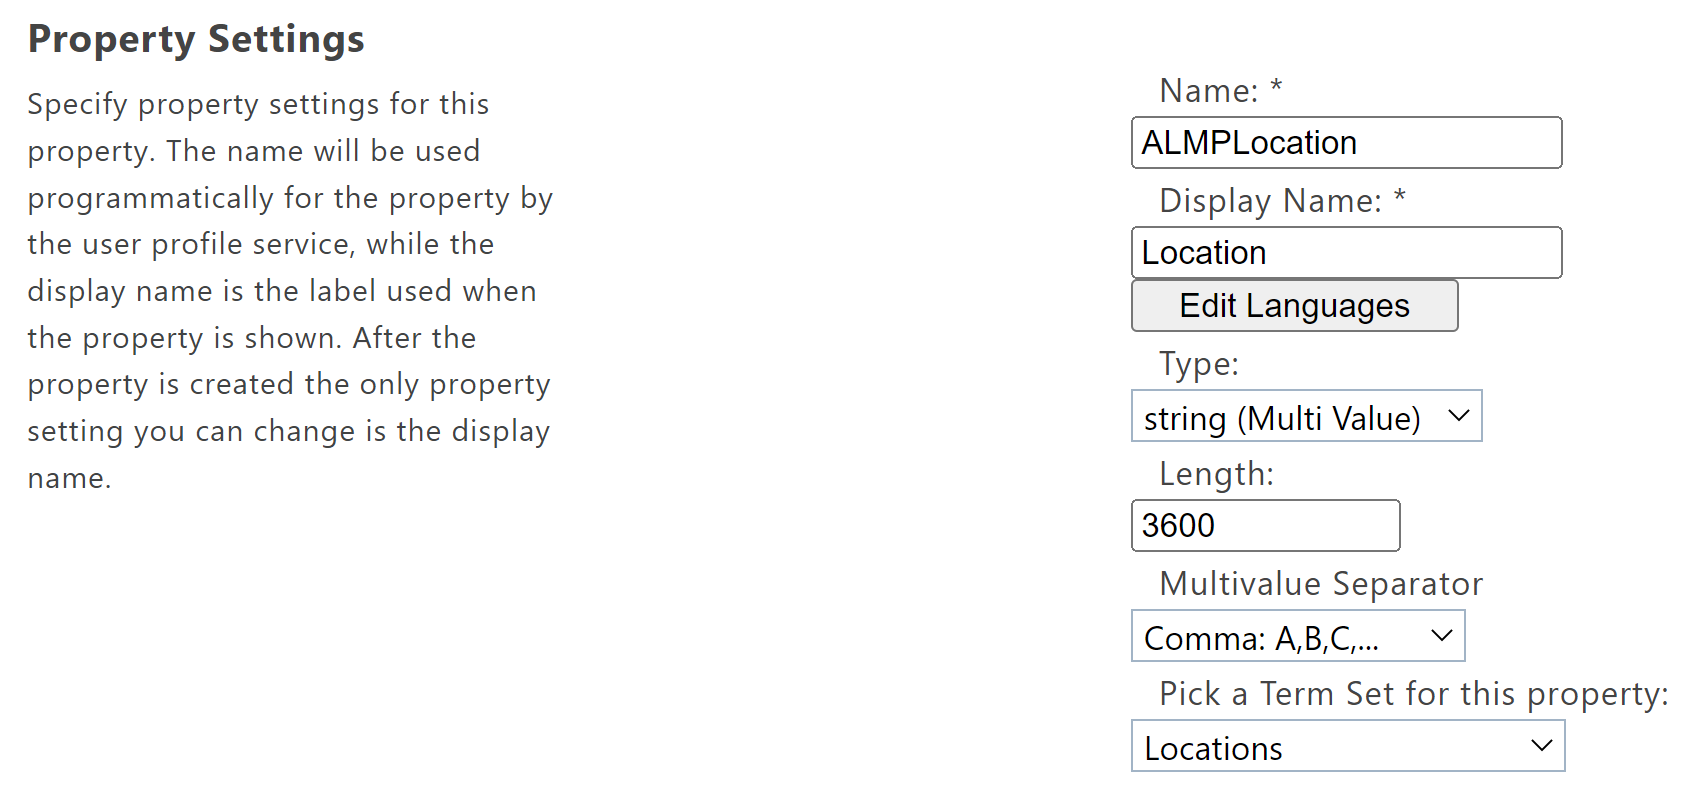 Property Settings
Specify property settings for this
property. The name will be used
programmatically for the property by
the user profile service, while the
display name is the label used when
the property is shown. After the
property is created the only property
setting you can change is the display
name.
Name: *
ALMPLocation
Display Name: *
Location
Edit Languages
Type:
string (Multi Value)
Length:
3600
Multivalue Separator
Comma: A,B,C,...
Pick a Term Set for this property:
Locations